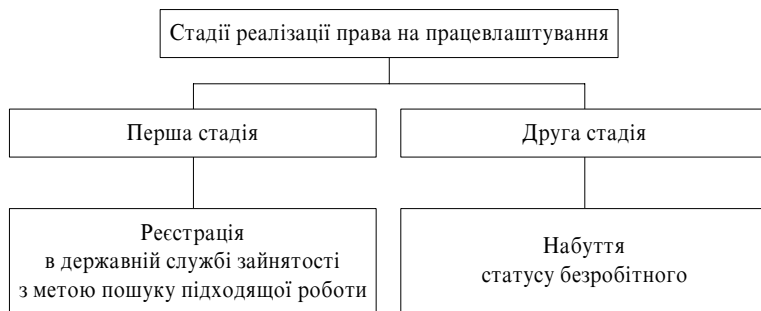 Стадії реалізації права на працевлаштування
Перша стадія
Друга стадія
Реєстрація
в державній службі зайнятості
з метою пошуку підходящої роботи
Набуття
статусу безробітного